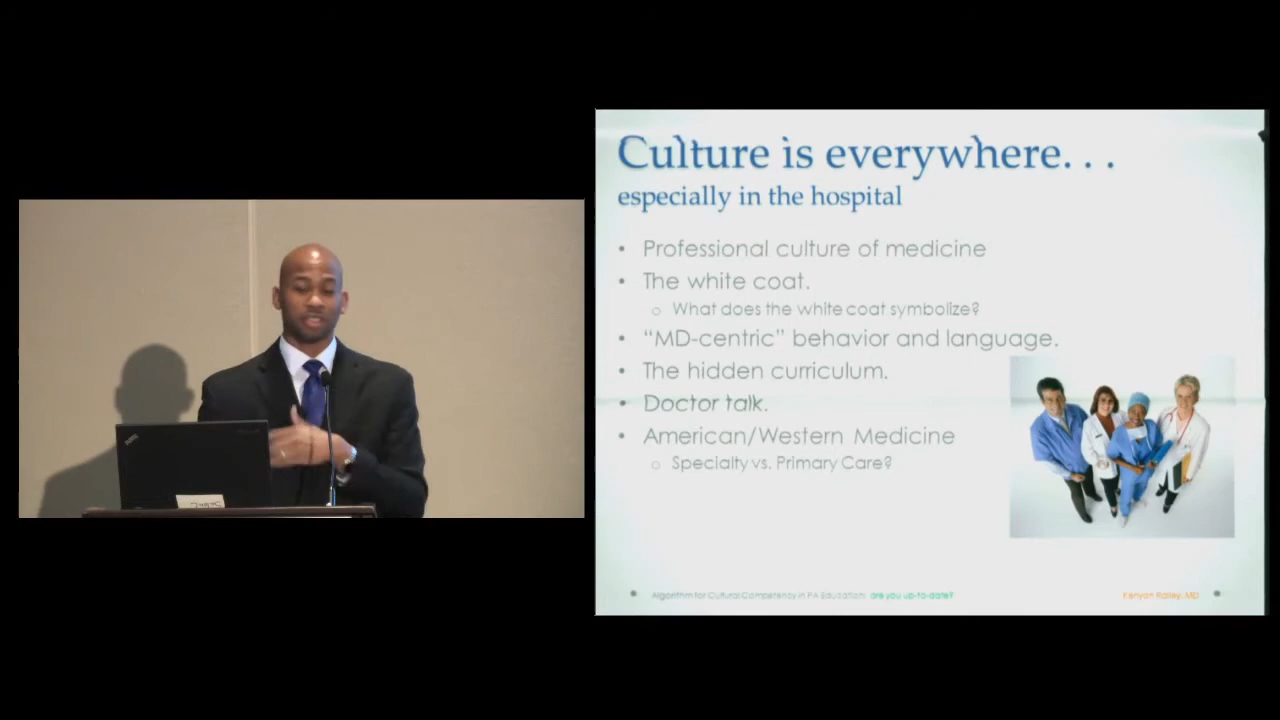 Culture is everywhere. . .
especially in the hospital
• Professional culture of medicine
• The white coat.
o What does the white coat symbolize?
• “MD-centric” behavior and language.
• The hidden curriculum.
• Doctor talk.
• American/Western Medicine
o Specialty vs. Primary Care?
Algorithm for Cultural Competency in PA Education: are you up-to-date?
Kenyon Railey, MD